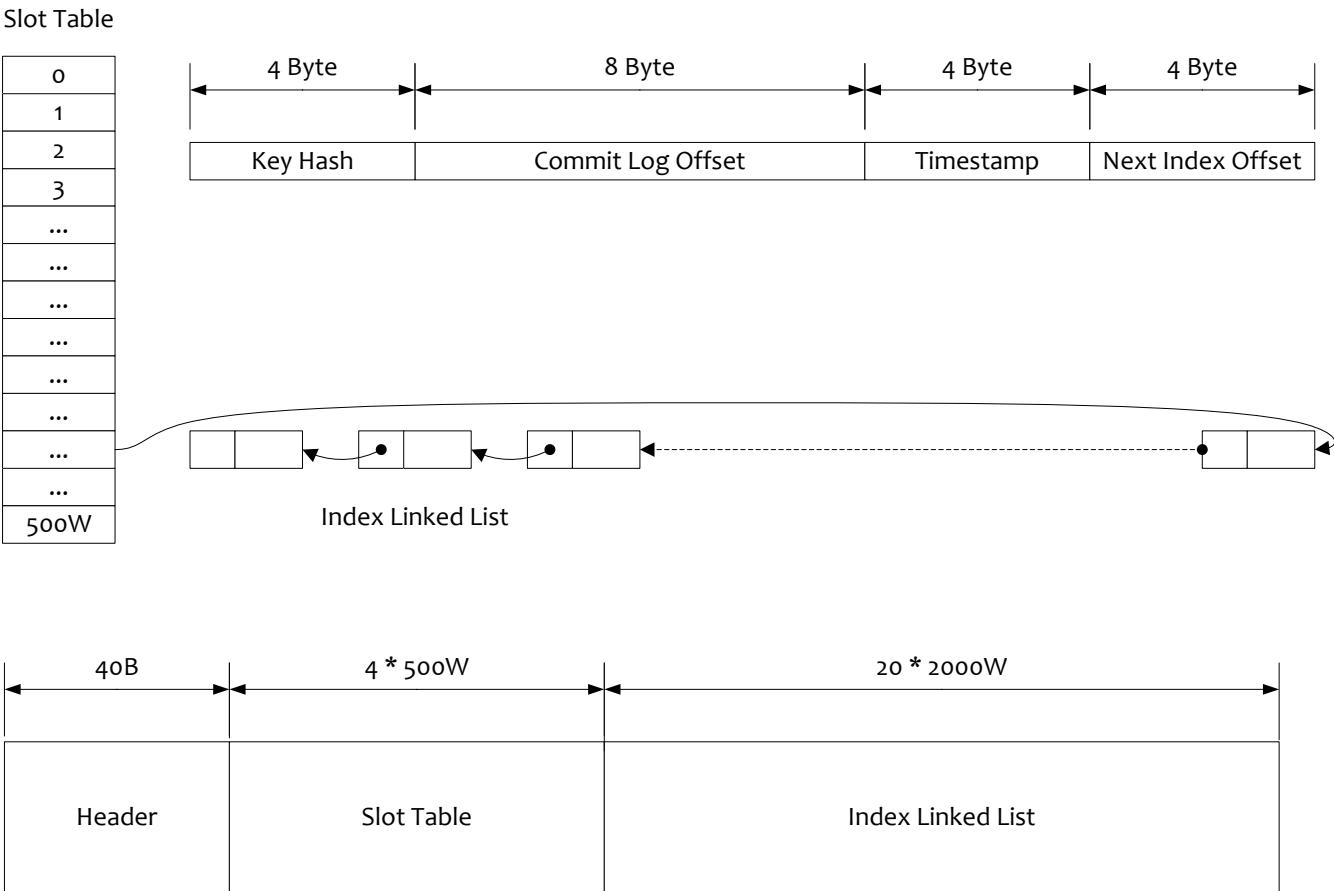 Slot Table
0
1
2
3
...
...
...
...
...
...
...
...
500W
4 Byte 8 Byte 4 Byte 4 Byte
Key Hash Commit Log Offset Timestamp Next Index Offset
Index Linked List
40B 4 * 500W 20 * 2000W
Header Slot Table Index Linked List